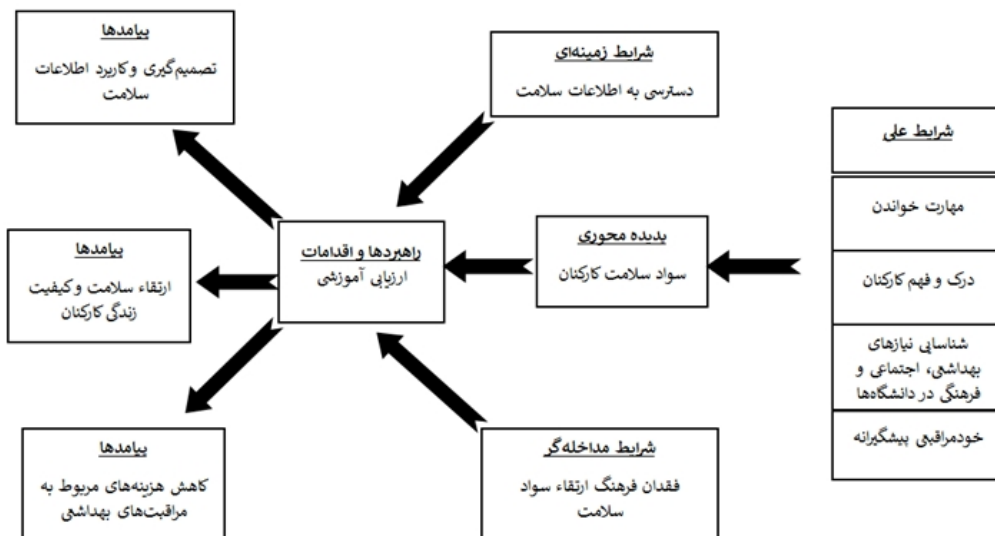 شرایط علی
مهارت خواندن
درک و فهم کارکنان
شناسایی نیازهای
بهداشتی، اجتماعی و
فرهنگی در دانشگاه‌ها
خودمراقبتی پیشگیرانه
شرایط زمینه‌ای
دسترسی به اطلاعات سلامت
پدیده محوری
سواد سلامت کارکنان
شرایط مداخله‌گر
فقدان فرهنگ ارتقاء سواد
سلامت
راهبردها و اقدامات
ارزیابی آموزشی
پیامدها
تصمیم‌گیری و کاربرد اطلاعات
سلامت
پیامدها
ارتقاء سلامت و کیفیت
زندگی کارکنان
پیامدها
کاهش هزینه‌های مربوط به
مراقبت‌های بهداشتی